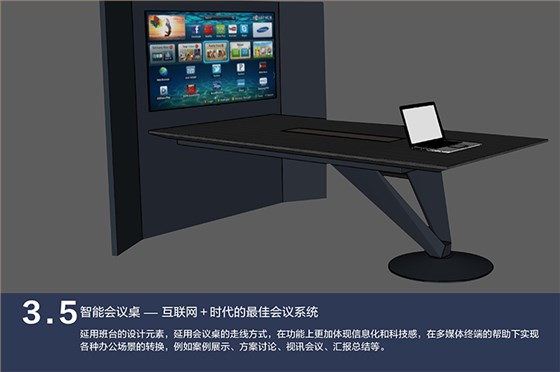 3.5 智能会议桌 — 互联网＋时代的最佳会议系统
延用班台的设计元素，延用会议桌的走线方式，在功能上更加体现信息化和科技感，在多媒体终端的帮助下实现
各种办公场景的转换，例如案例展示、方案讨论、视讯会议、汇报总结等。